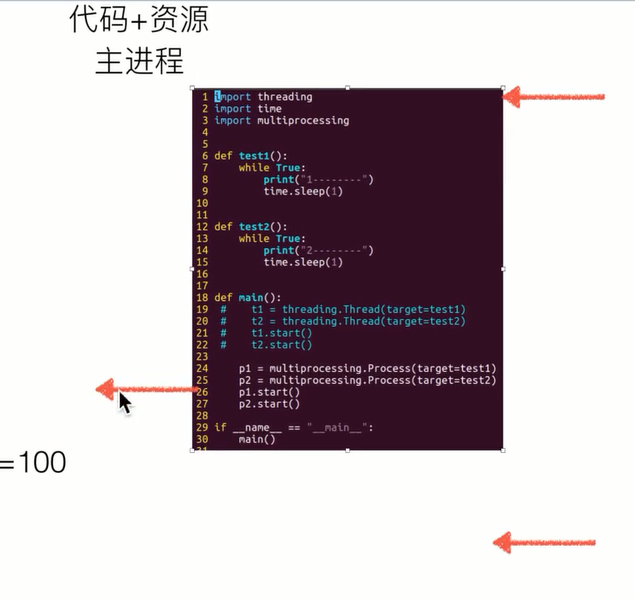 代码+资源
主进程
1 import threading
2 import time
3 import multiprocessing
4
5
6 def test1():
7     while True:
8         print("1--------")
9         time.sleep(1)
10
11
12 def test2():
13     while True:
14         print("2--------")
15         time.sleep(1)
16
17
18 def main():
19 #    t1 = threading.Thread(target=test1)
20 #    t2 = threading.Thread(target=test2)
21 #    t1.start()
22 #    t2.start()
23
24     p1 = multiprocessing.Process(target=test1)
25     p2 = multiprocessing.Process(target=test2)
26     p1.start()
27     p2.start()
28
29 if __name__ == "__main__":
30     main()
31
=100